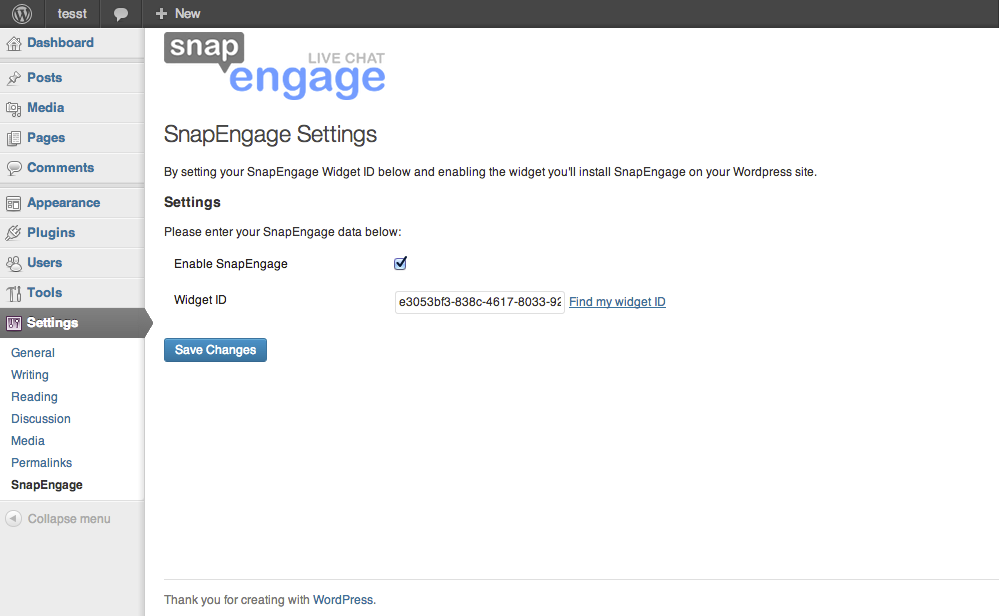 tesst
New
Dashboard
Posts
Media
Pages
Comments
Appearance
Plugins
Users
Tools
Settings
General
Writing
Reading
Discussion
Media
Permalinks
SnapEngage
Collapse menu
snap
LIVE CHAT
engage
SnapEngage Settings
By setting your SnapEngage Widget ID below and enabling the widget you'll install SnapEngage on your Wordpress site.
Settings
Please enter your SnapEngage data below:
Enable SnapEngage
Widget ID e3053bf3-838c-4617-8033-92 Find my widget ID
Save Changes
Thank you for creating with WordPress.